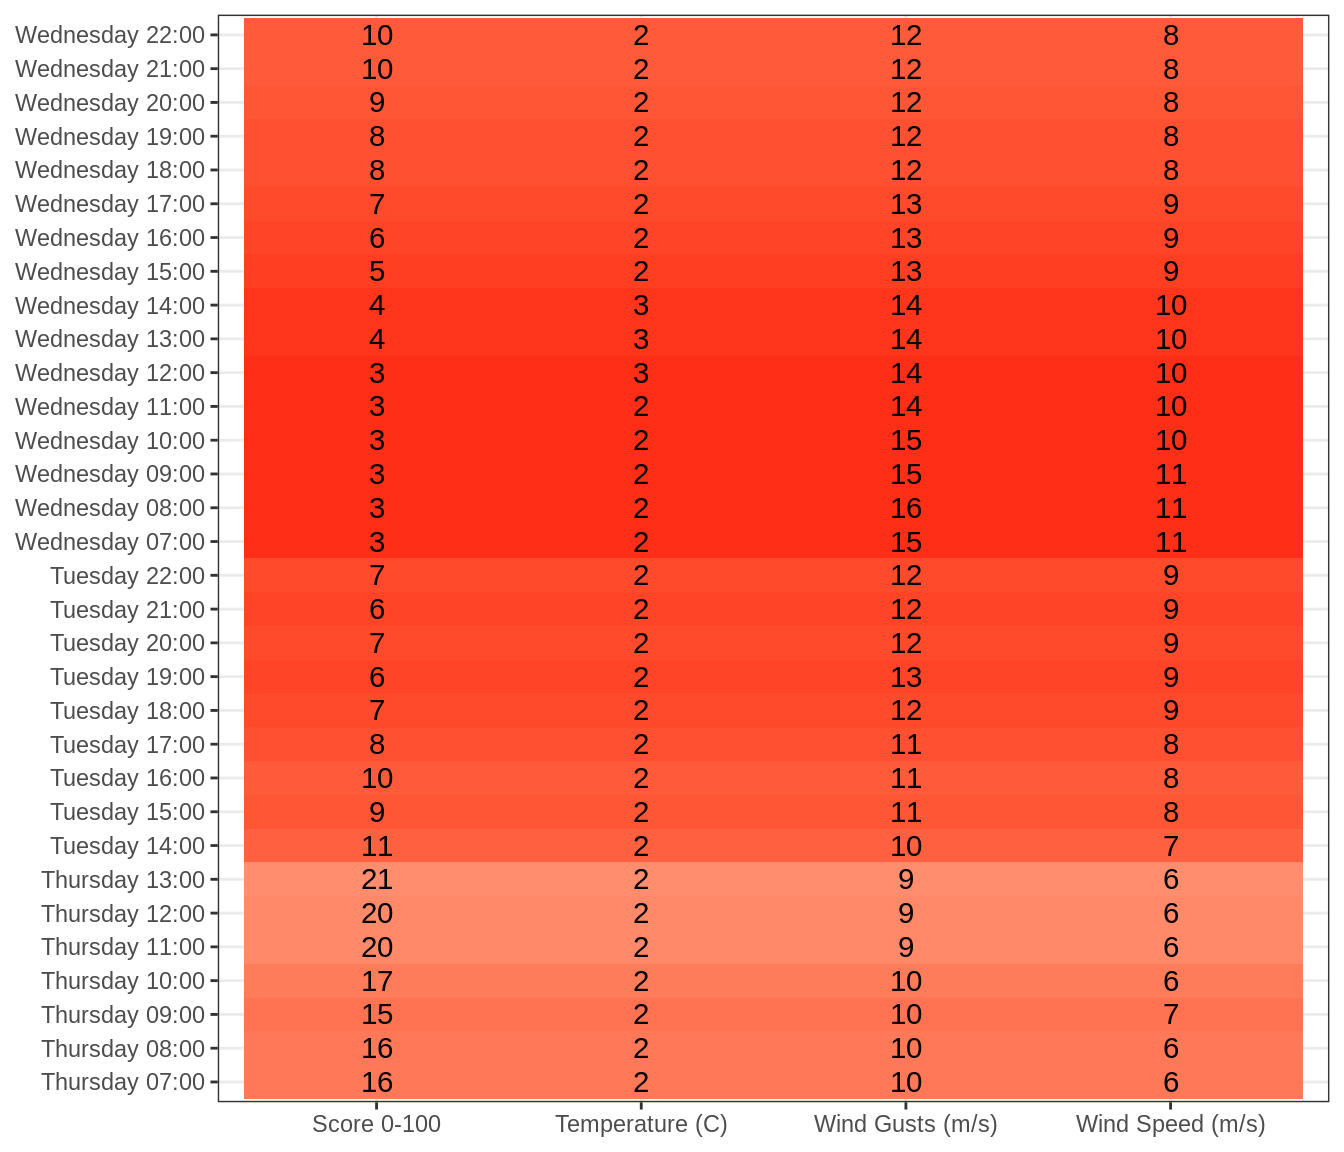 Wednesday 22:00 10 2 12 8
Wednesday 21:00 10 2 12 8
Wednesday 20:00 9 2 12 8
Wednesday 19:00 8 2 12 8
Wednesday 18:00 8 2 12 8
Wednesday 17:00 7 2 13 9
Wednesday 16:00 6 2 13 9
Wednesday 15:00 5 2 13 9
Wednesday 14:00 4 3 14 10
Wednesday 13:00 4 3 14 10
Wednesday 12:00 3 3 14 10
Wednesday 11:00 3 2 14 10
Wednesday 10:00 3 2 15 10
Wednesday 09:00 3 2 15 11
Wednesday 08:00 3 2 16 11
Wednesday 07:00 3 2 15 11
Tuesday 22:00 7 2 12 9
Tuesday 21:00 6 2 12 9
Tuesday 20:00 7 2 12 9
Tuesday 19:00 6 2 13 9
Tuesday 18:00 7 2 12 9
Tuesday 17:00 8 2 11 8
Tuesday 16:00 10 2 11 8
Tuesday 15:00 9 2 11 8
Tuesday 14:00 11 2 10 7
Thursday 13:00 21 2 9 6
Thursday 12:00 20 2 9 6
Thursday 11:00 20 2 9 6
Thursday 10:00 17 2 10 6
Thursday 09:00 15 2 10 7
Thursday 08:00 16 2 10 6
Thursday 07:00 16 2 10 6
Score 0-100 Temperature (C) Wind Gusts (m/s) Wind Speed (m/s)